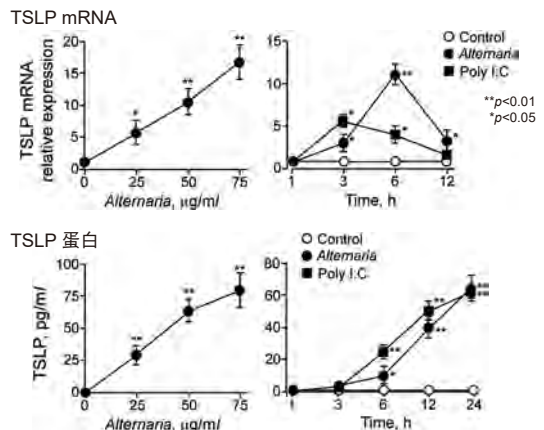 TSLP mRNA
TSLP mRNA
relative expression
20
15
10
5
0
*
**
**
0 25 50 75
Alternaria, μg/ml
Control
Alternaria
Poly I:C
**p<0.01
*p<0.05
15
10
5
0
*
*
**
*
*
1 3 6 12
Time, h
TSLP 蛋白
TSLP, pg/ml
100
75
50
25
0
**
**
**
0 25 50 75
Alternaria, μg/ml
Control
Alternaria
Poly I:C
80
60
40
20
0
**
*
**
**
**
**
1 3 6 12 24
Time, h